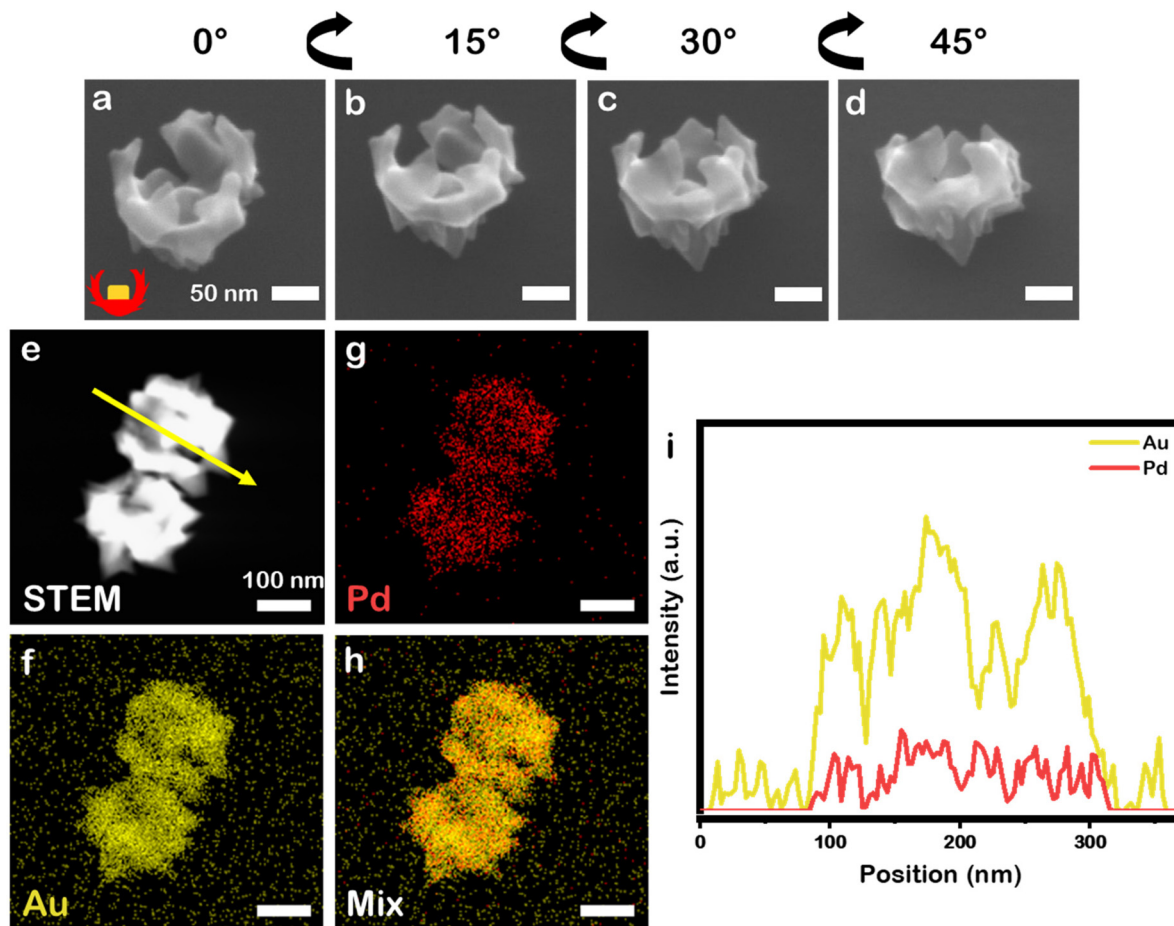 0° 15° 30° 45°
a b c d
50 nm
e g
100 nm
STEM Pd
f h
Au Mix
i
Au
Pd
Intensity (a.u.)
0 100 200 300
Position (nm)